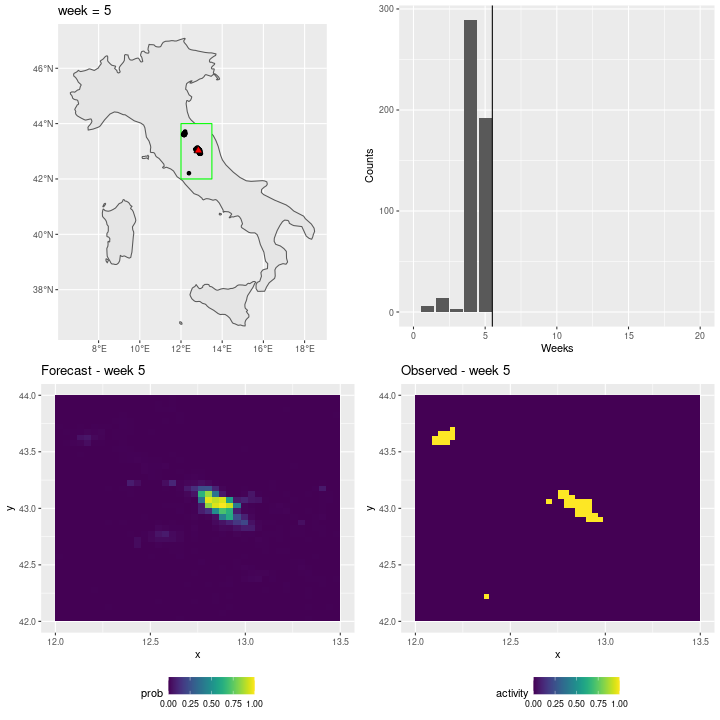 week = 5
46°N
44°N
42°N
40°N
38°N
8°E 10°E 12°E 14°E 16°E 18°E
300
200
100
0
Counts
0 5 10 15 20
Weeks
Forecast - week 5
44.0
43.5
43.0
42.5
42.0
y
12.0 12.5 13.0 13.5
x
prob
0.00 0.25 0.50 0.75 1.00
Observed - week 5
44.0
43.5
43.0
42.5
42.0
y
12.0 12.5 13.0 13.5
x
activity
0.00 0.25 0.50 0.75 1.00